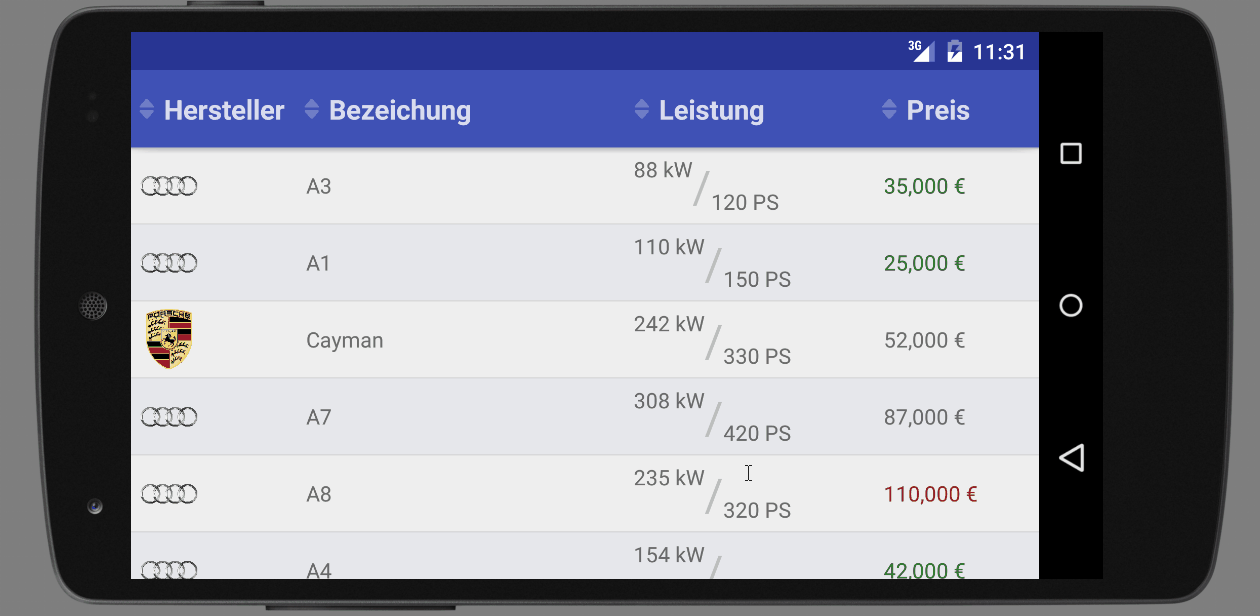 3G 11:31
Hersteller Bezeichung Leistung Preis
A3 88 kW / 120 PS 35,000 €
A1 110 kW / 150 PS 25,000 €
PORSCHE
Cayman 242 kW / 330 PS 52,000 €
A7 308 kW / 420 PS 87,000 €
A8 235 kW / 320 PS 110,000 €
A4 154 kW / 42,000 €